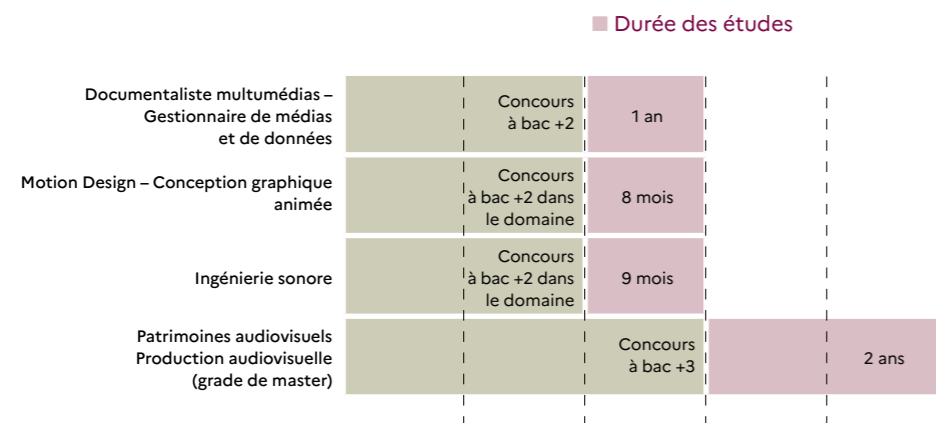 Durée des études
Documentaliste multumédias –
Gestionnaire de médias
et de données
Concours
à bac +2
1 an
Motion Design – Conception graphique
animée
Concours
à bac +2 dans
le domaine
8 mois
Ingénierie sonore
Concours
à bac +2 dans
le domaine
9 mois
Patrimoines audiovisuels
Production audiovisuelle
(grade de master)
Concours
à bac +3
2 ans